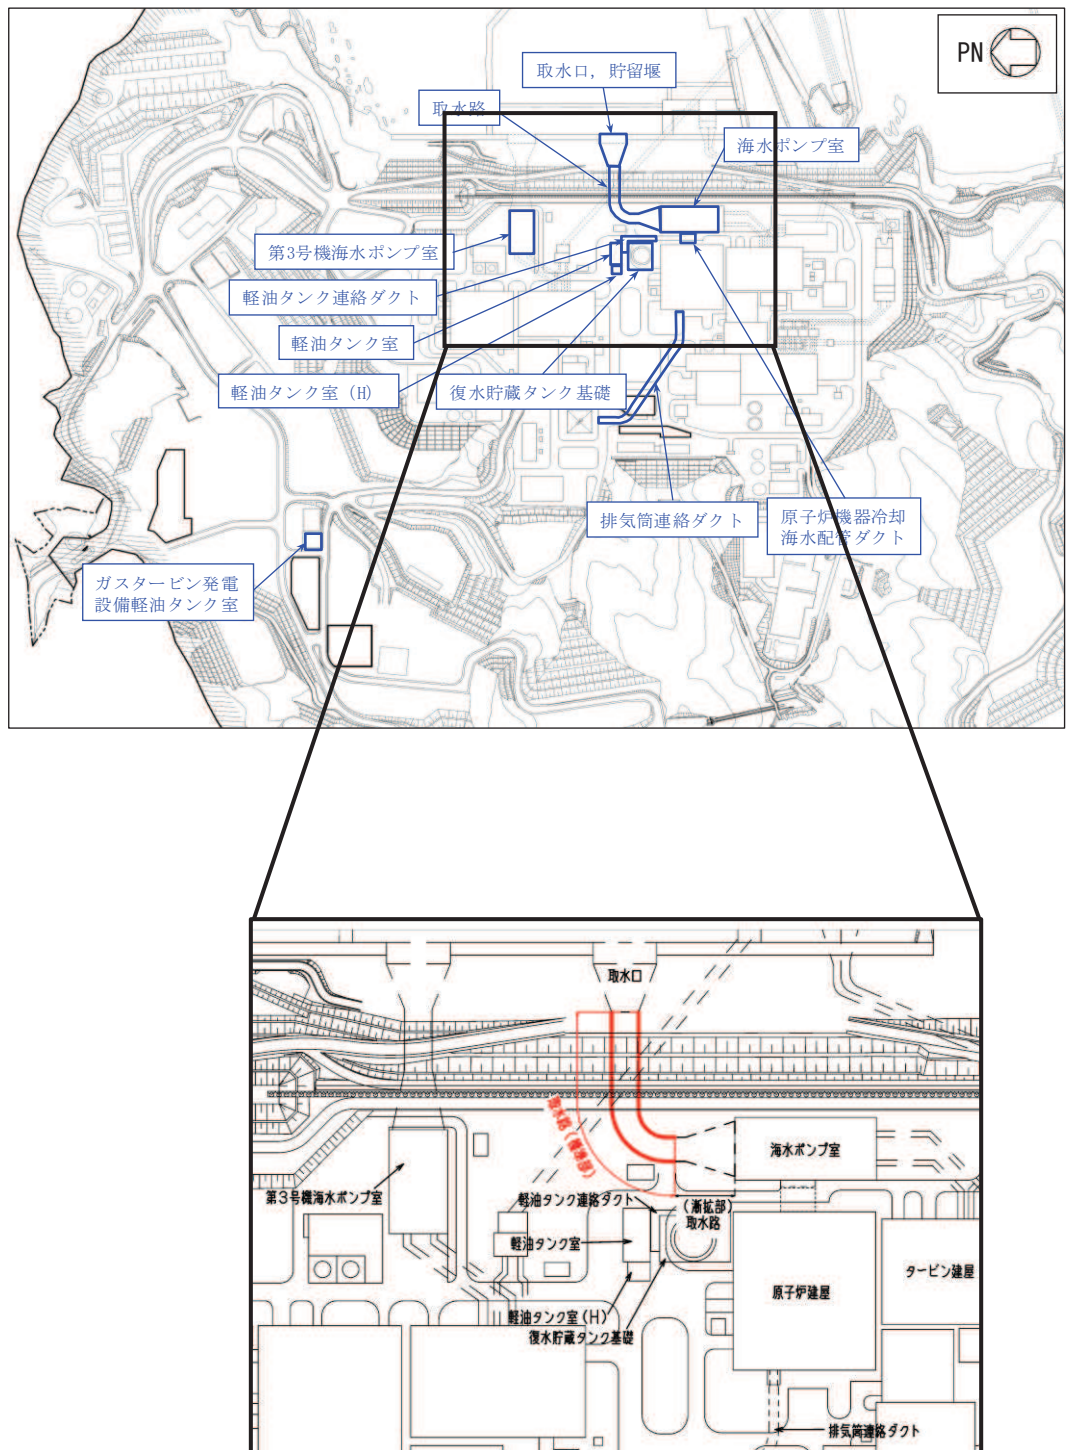 PN
取水口，貯留堰
取水路
海水ポンプ室
第3号機海水ポンプ室
軽油タンク連絡ダクト
軽油タンク室
軽油タンク室（H）
復水貯蔵タンク基礎
排気筒連絡ダクト
原子炉機器冷却
海水配管ダクト
ガスタービン発電
設備軽油タンク室
取水口
取水路（標準部）
海水ポンプ室
第3号機海水ポンプ室
軽油タンク連絡ダクト
（漸拡部）
取水路
軽油タンク室
タービン建屋
原子炉建屋
軽油タンク室（H）
復水貯蔵タンク基礎
排気筒連絡ダクト